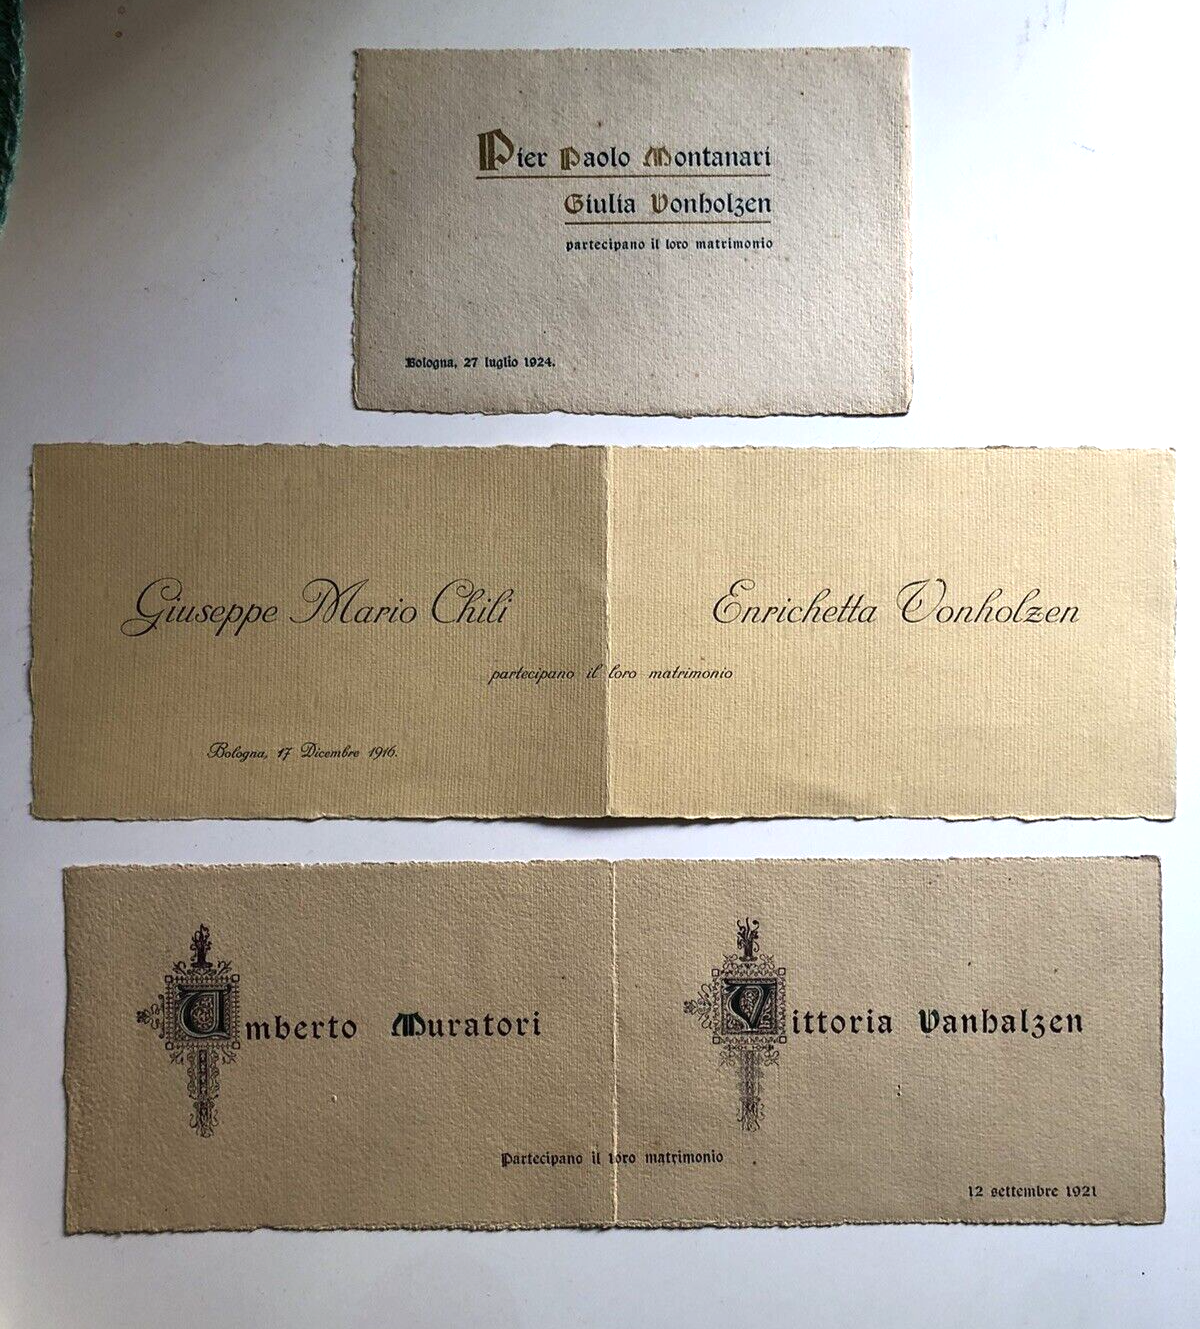 Pier Paolo Montanari
Giulia Vonholzen
partecipano il loro matrimonio
Bologna, 27 luglio 1924.
Giuseppe Mario Chili Enrichetta Vonholzen
partecipano il loro matrimonio
Bologna, 17 Dicembre 1916.
Umberto Muratori Vittoria Vanhalzen
Partecipano il loro matrimonio
12 settembre 1921